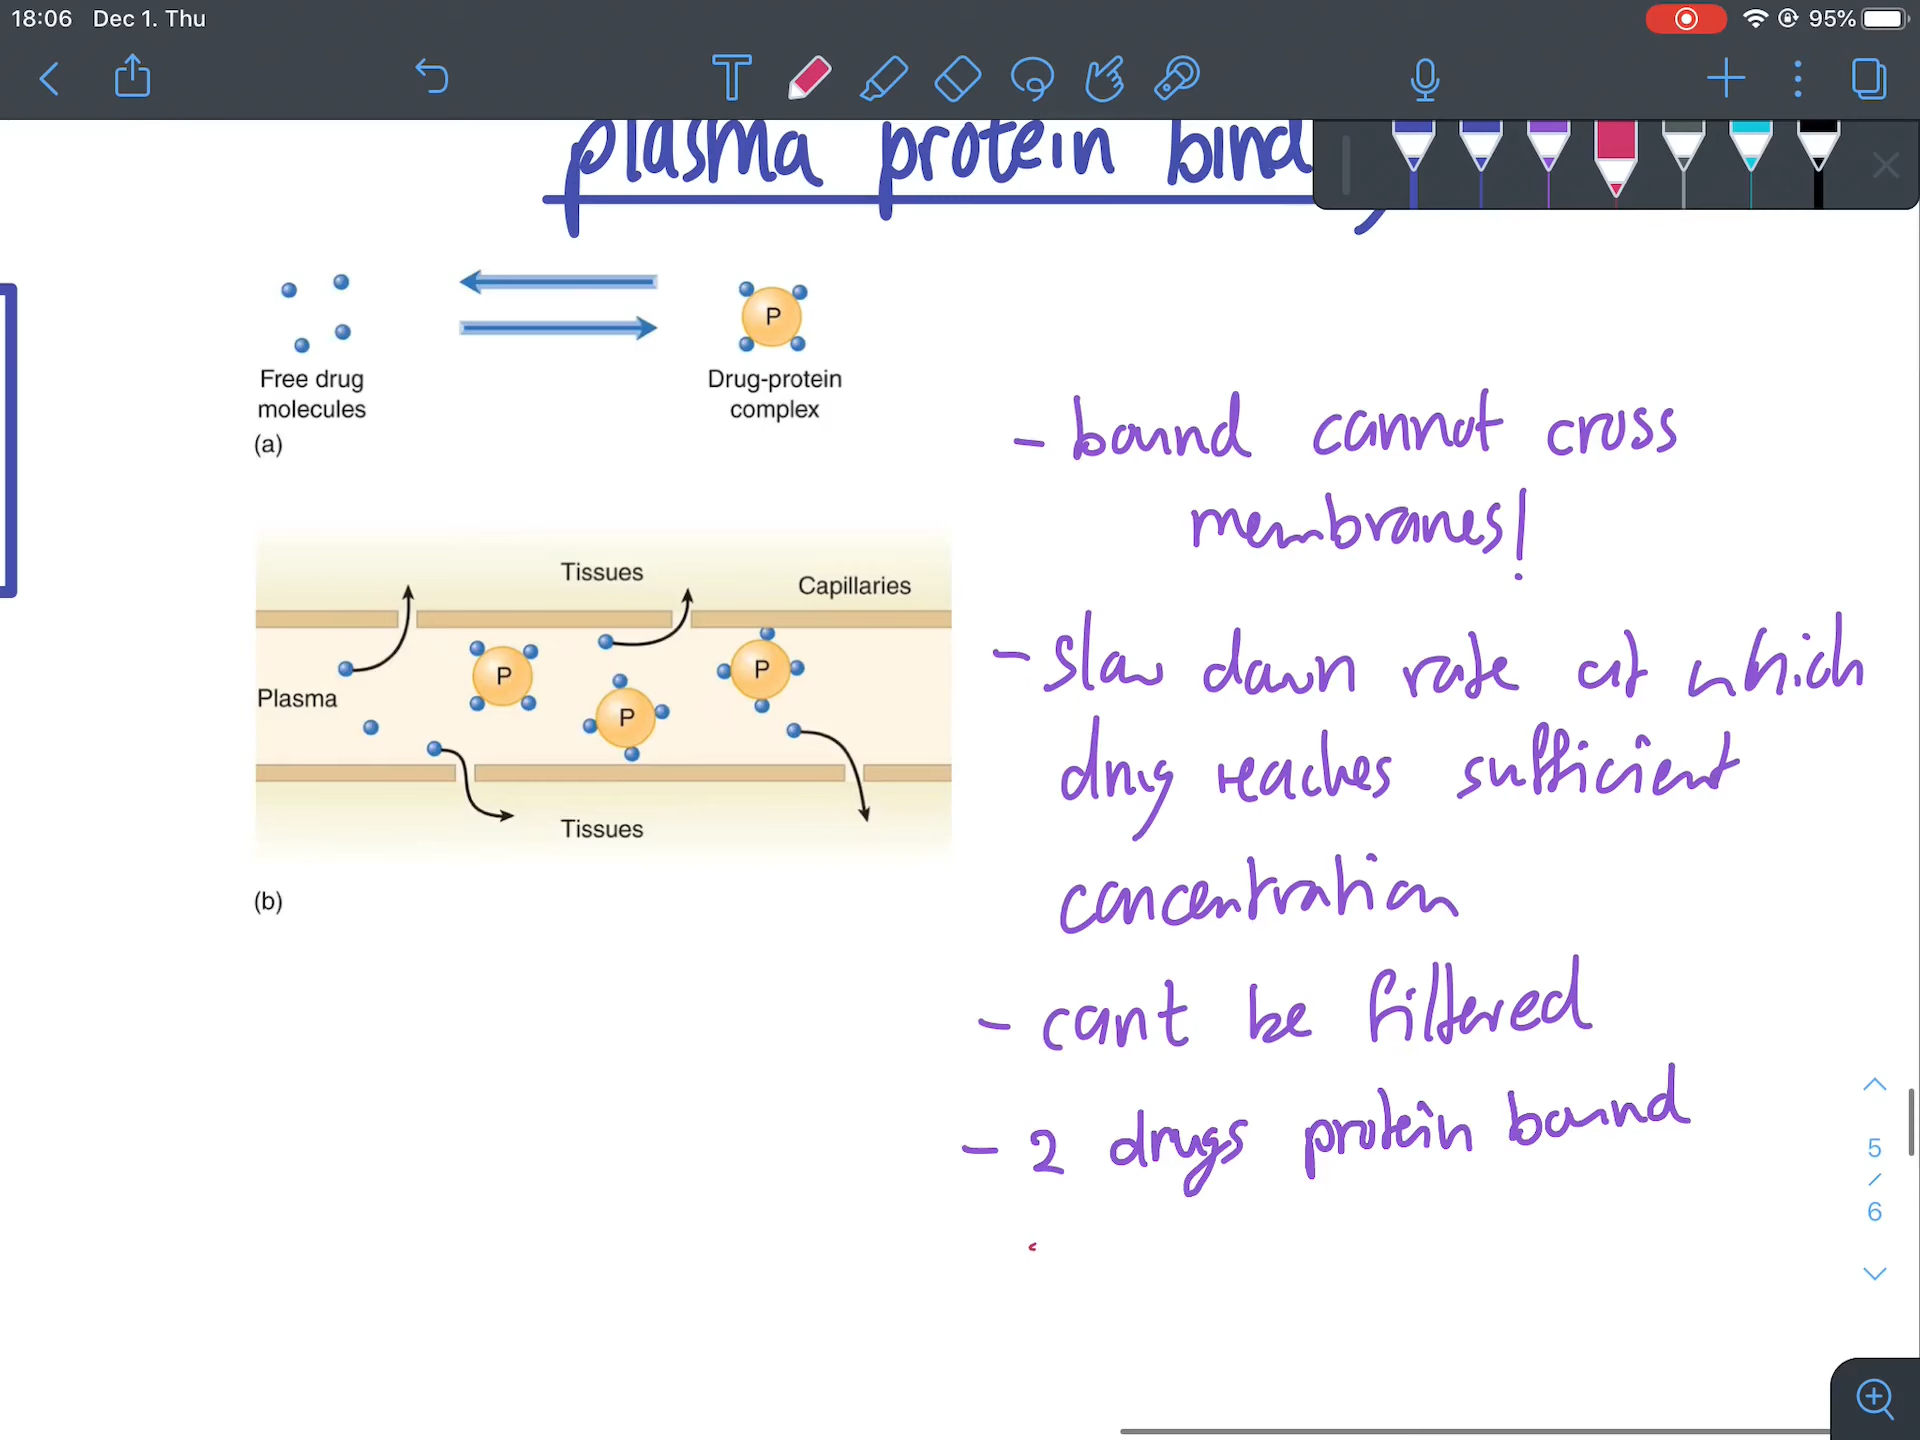 18:06 Dec 1. Thu 95%
plasma protein bind
Free drug
molecules
Drug-protein
complex
P
(a)
- bound cannot cross
membranes!
Tissues
Capillaries
Plasma
P
P
P
Tissues
(b)
- slow down rate at which
drug reaches sufficient
concentration
- cant be filtered
- 2 drugs protein bound
5
/
6